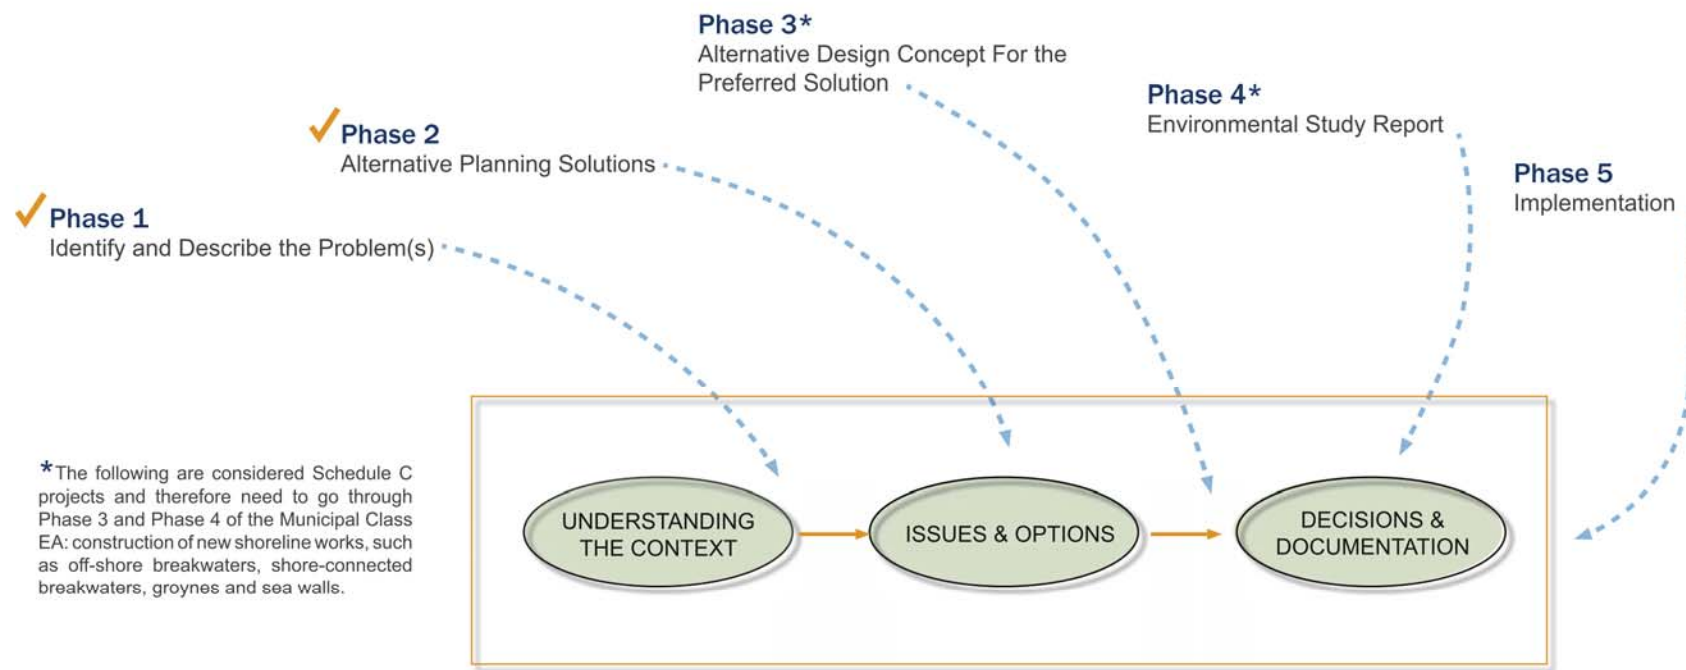 Phase 3*
Alternative Design Concept For the
Preferred Solution
Phase 4*
Environmental Study Report
Phase 2
Alternative Planning Solutions
Phase 5
Implementation
Phase 1
Identify and Describe the Problem(s)
*The following are considered Schedule C
projects and therefore need to go through
Phase 3 and Phase 4 of the Municipal Class
EA: construction of new shoreline works, such
as off-shore breakwaters, shore-connected
breakwaters, groynes and sea walls.
UNDERSTANDING
THE CONTEXT
ISSUES & OPTIONS
DECISIONS &
DOCUMENTATION